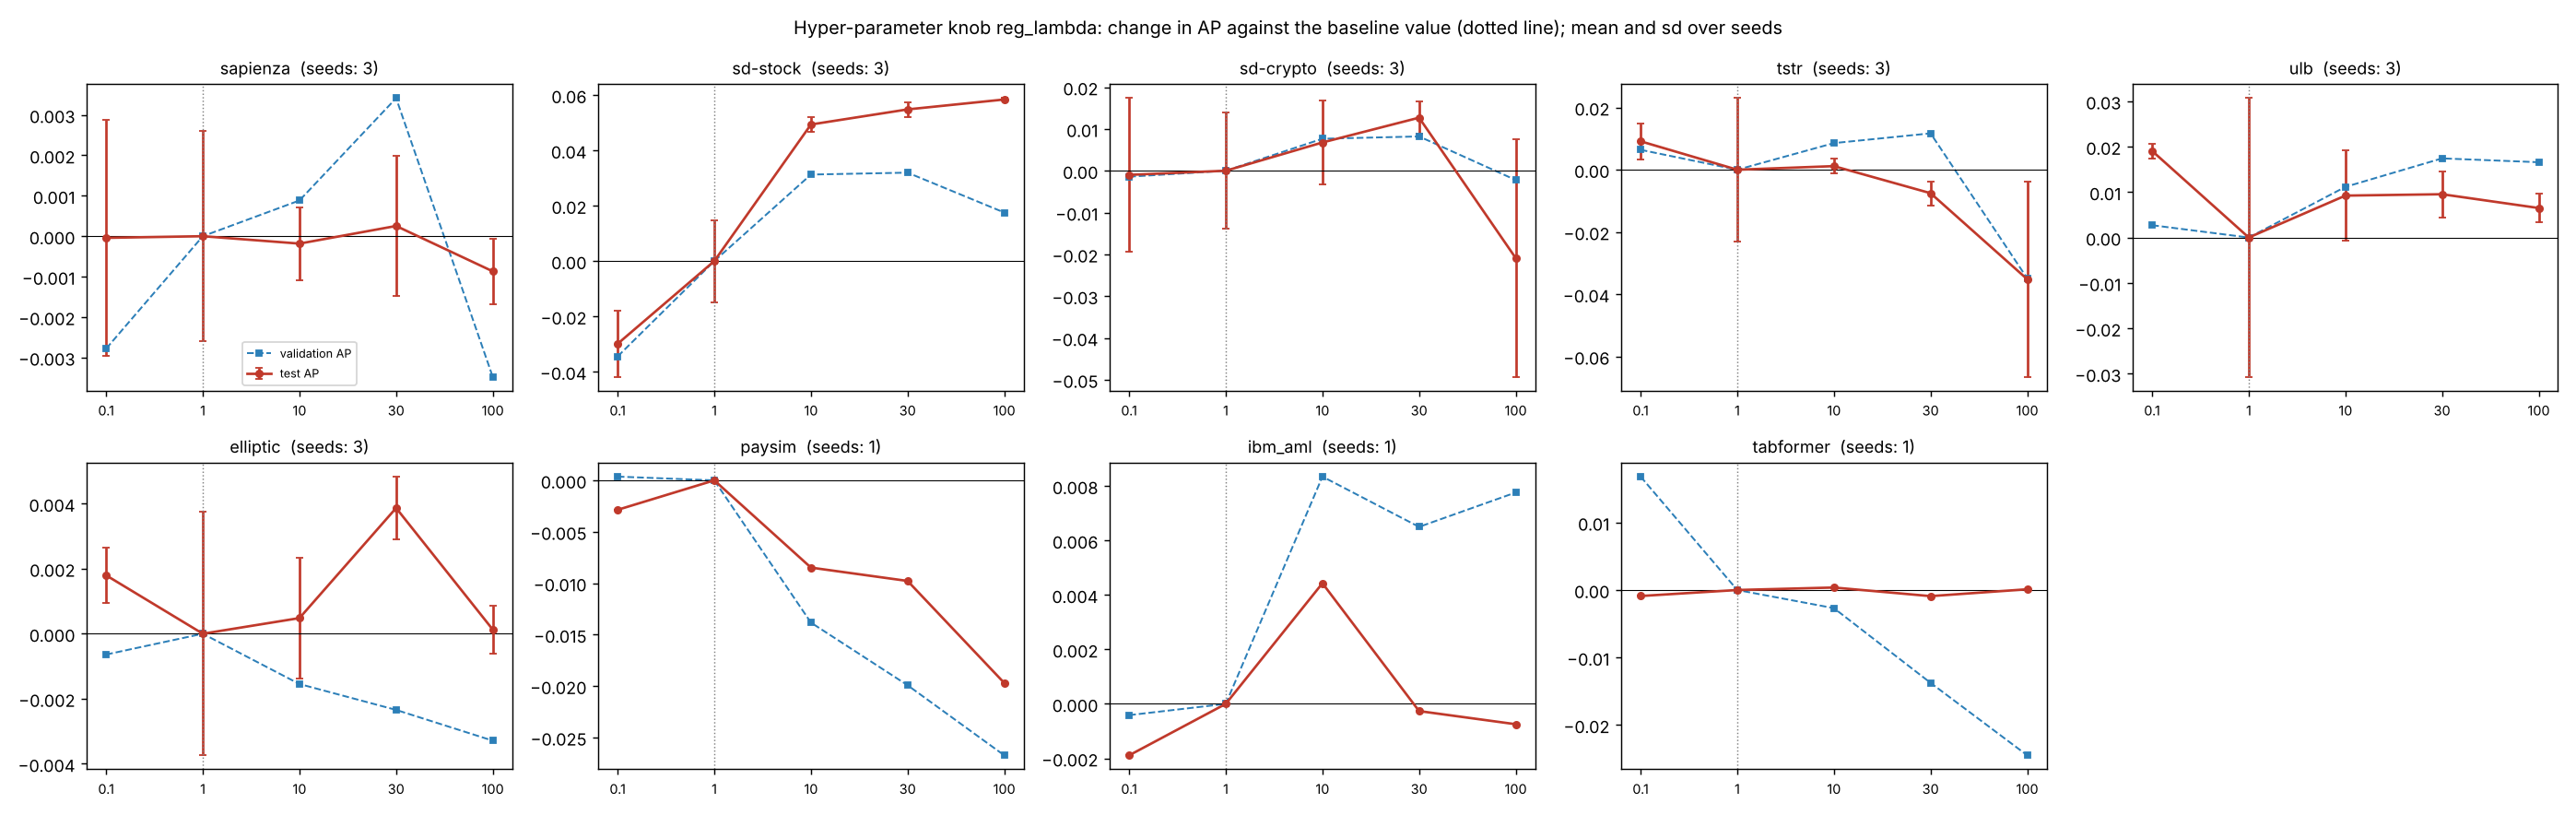 Hyper-parameter knob reg_lambda: change in AP against the baseline value (dotted line); mean and sd over seeds
sapienza (seeds: 3)
0.003
0.002
0.001
0.000
−0.001
−0.002
−0.003
0.1 1 10 30 100
validation AP
test AP
sd-stock (seeds: 3)
0.06
0.04
0.02
0.00
−0.02
−0.04
0.1 1 10 30 100
sd-crypto (seeds: 3)
0.02
0.01
0.00
−0.01
−0.02
−0.03
−0.04
−0.05
0.1 1 10 30 100
tstr (seeds: 3)
0.02
0.00
−0.02
−0.04
−0.06
0.1 1 10 30 100
ulb (seeds: 3)
0.03
0.02
0.01
0.00
−0.01
−0.02
−0.03
0.1 1 10 30 100
elliptic (seeds: 3)
0.004
0.002
0.000
−0.002
−0.004
0.1 1 10 30 100
paysim (seeds: 1)
0.000
−0.005
−0.010
−0.015
−0.020
−0.025
0.1 1 10 30 100
ibm_aml (seeds: 1)
0.008
0.006
0.004
0.002
0.000
−0.002
0.1 1 10 30 100
tabformer (seeds: 1)
0.01
0.00
−0.01
−0.02
0.1 1 10 30 100